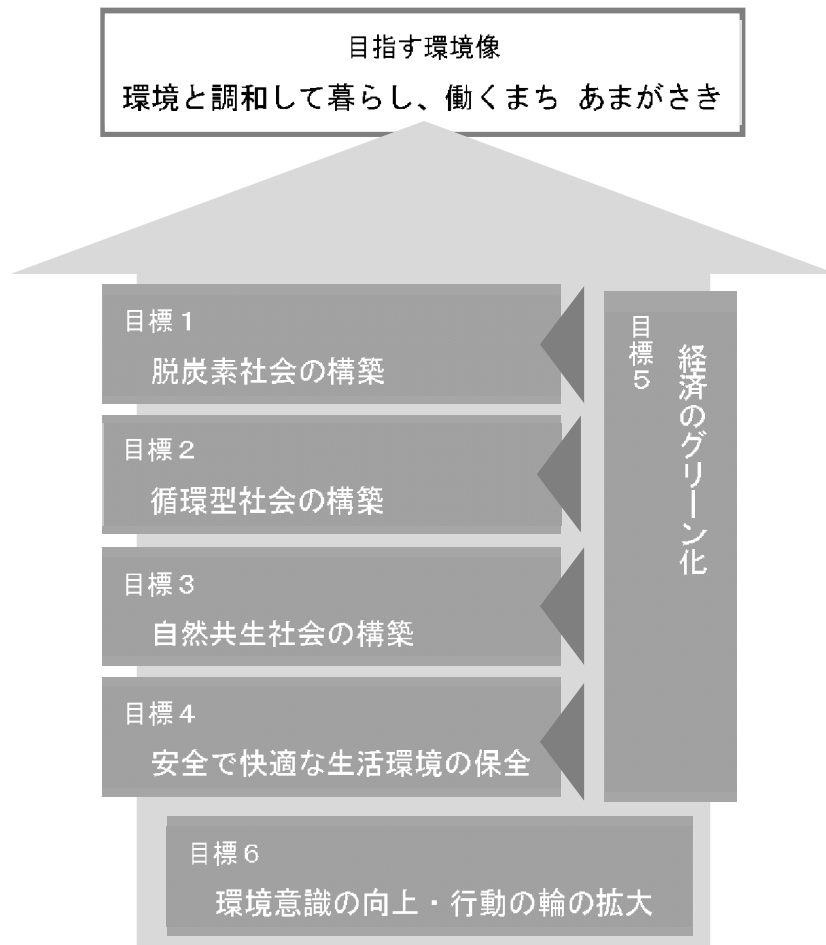 目指す環境像
環境と調和して暮らし、働くまち あまがさき
目標1
脱炭素社会の構築
目標2
循環型社会の構築
目標3
自然共生社会の構築
目標4
安全で快適な生活環境の保全
目標5
経済のグリーン化
目標6
環境意識の向上・行動の輪の拡大